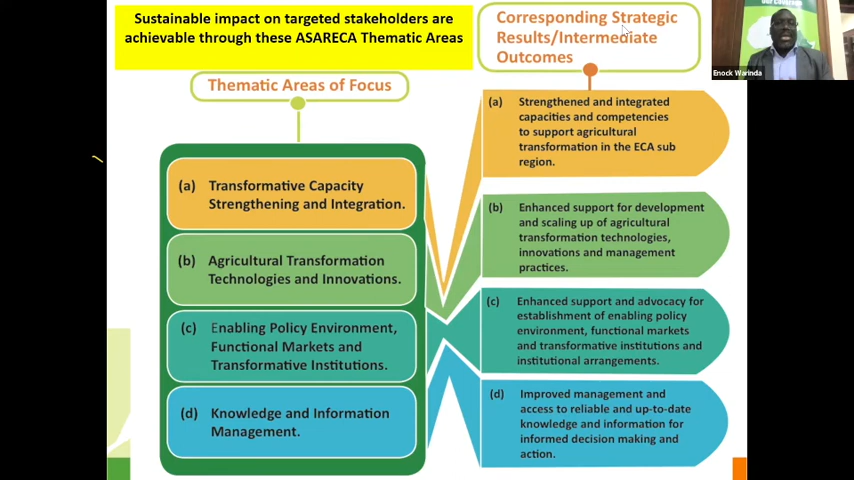 Sustainable impact on targeted stakeholders are
achievable through these ASARECA Thematic Areas
Corresponding Strategic
Results/Intermediate
Outcomes
Thematic Areas of Focus
(a) Transformative Capacity
Strengthening and Integration.
(b) Agricultural Transformation
Technologies and Innovations.
(c) Enabling Policy Environment,
Functional Markets and
Transformative Institutions.
(d) Knowledge and Information
Management.
(a) Strengthened and integrated
capacities and competencies
to support agricultural
transformation in the ECA sub
region.
(b) Enhanced support for development
and scaling up of agricultural
transformation technologies,
innovations and management
practices.
(c) Enhanced support and advocacy for
establishment of enabling policy
environment, functional markets
and transformative institutions and
institutional arrangements.
(d) Improved management and
access to reliable and up-to-date
knowledge and information for
informed decision making and
action.
our coverage
Enock Warinda